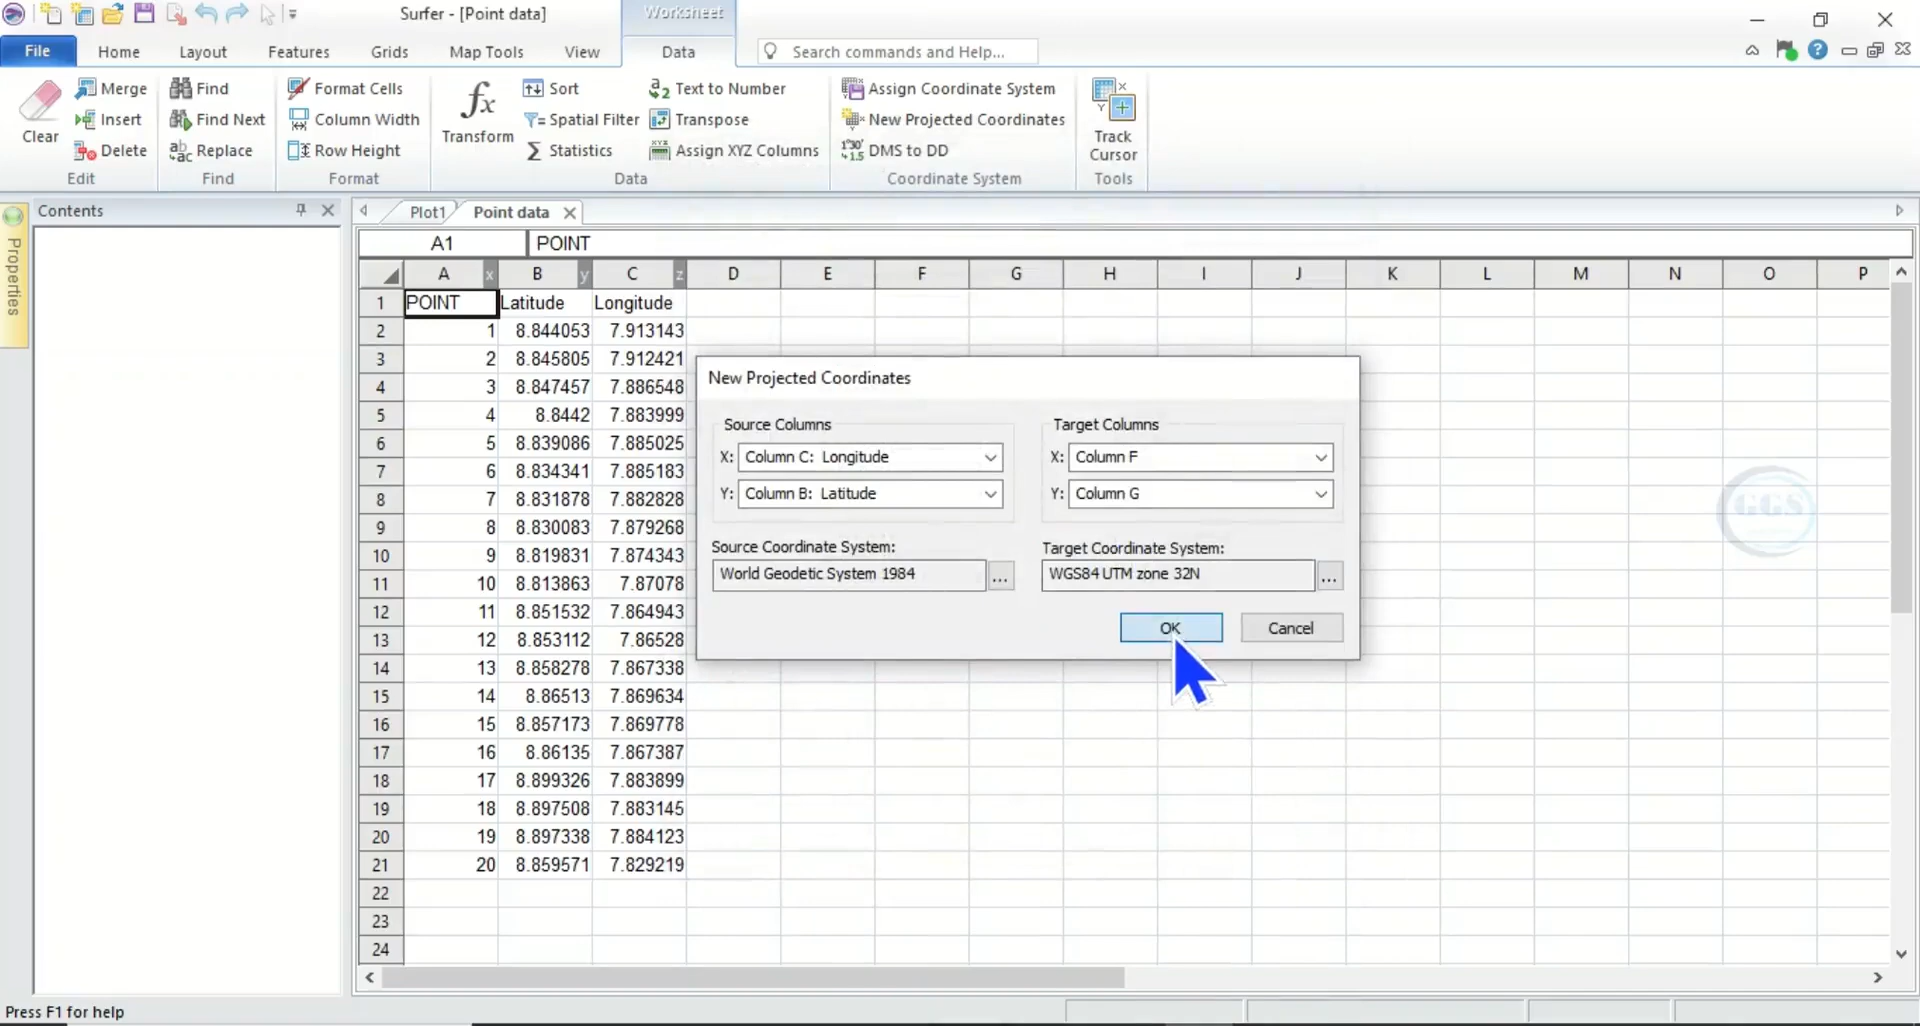 Surfer - [Point data]
Worksheet
File
Home
Layout
Features
Grids
Map Tools
View
Data
Search commands and Help...
Clear
Merge
Insert
Delete
Edit
Find
Find Next
Replace
Find
Format Cells
Column Width
Row Height
Format
fx
Transform
Sort
Spatial Filter
Statistics
Text to Number
Transpose
Assign XYZ Columns
Data
Assign Coordinate System
New Projected Coordinates
DMS to DD
Coordinate System
Track
Cursor
Tools
Properties
Contents
Plot1
Point data
A1 POINT
A x B y C z D E F G H I J K L M N O P
1 POINT Latitude Longitude
2 1 8.844053 7.913143
3 2 8.845805 7.912421
4 3 8.847457 7.886548
5 4 8.8442 7.883999
6 5 8.839086 7.885025
7 6 8.834341 7.885183
8 7 8.831878 7.882828
9 8 8.830083 7.879268
10 9 8.819831 7.874343
11 10 8.813863 7.87078
12 11 8.851532 7.864943
13 12 8.853112 7.86528
14 13 8.858278 7.867338
15 14 8.86513 7.869634
16 15 8.857173 7.869778
17 16 8.86135 7.867387
18 17 8.899326 7.883899
19 18 8.897508 7.883145
20 19 8.897338 7.884123
21 20 8.859571 7.829219
22
23
24
New Projected Coordinates
Source Columns
X: Column C: Longitude
Y: Column B: Latitude
Target Columns
X: Column F
Y: Column G
Source Coordinate System:
World Geodetic System 1984 ...
Target Coordinate System:
WGS84 UTM zone 32N ...
OK
Cancel
Press F1 for help